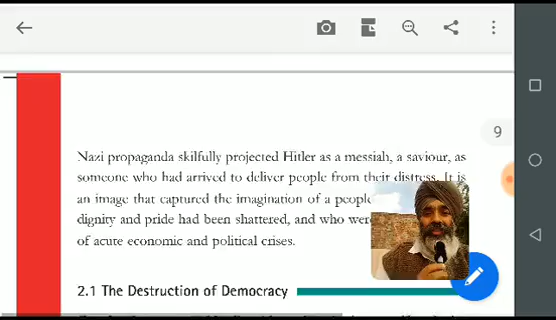 9
Nazi propaganda skilfully projected Hitler as a messiah, a saviour, as
someone who had arrived to deliver people from their distress. It is
an image that captured the imagination of a people
dignity and pride had been shattered, and who were
of acute economic and political crises.
2.1 The Destruction of Democracy